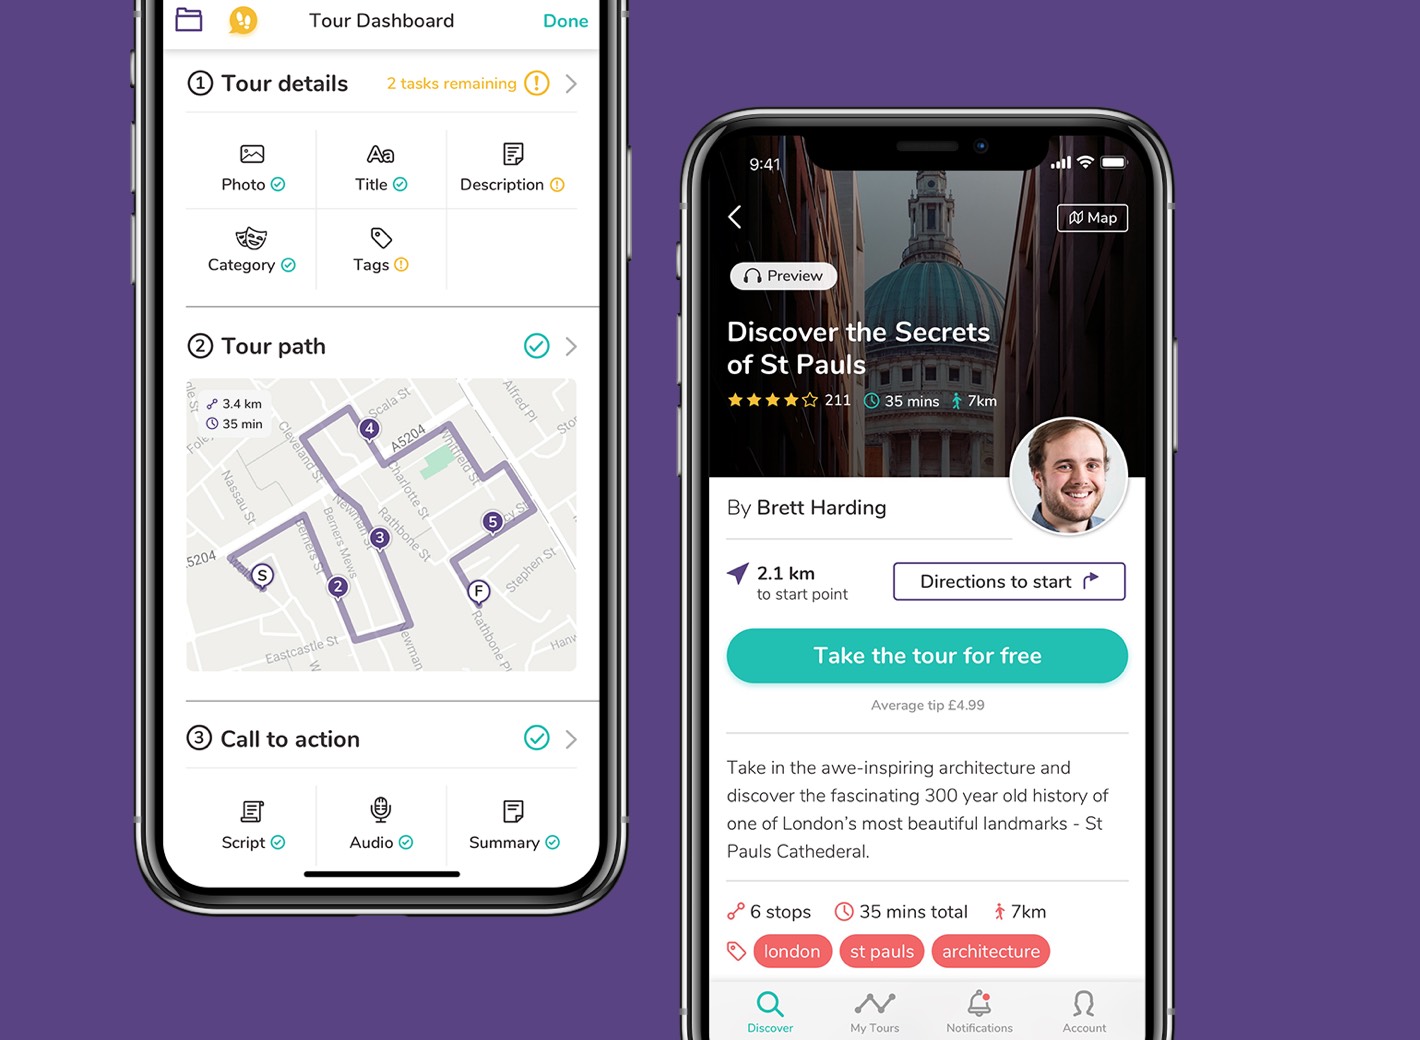 Tour Dashboard
Done
1 Tour details
2 tasks remaining
Photo
Aa
Title
Description
Category
Tags
2 Tour path
3.4 km
35 min
Scala St
Alfred Pl
Cleveland St
A5204
Whitfield St
Nassau St
Charlotte St
Newman St
Rathbone St
Berners St
Berners Mews
4
5
3
2
S
F
Stephen St
Eastcastle St
Newman
Rathbone Pl
Hanw
3 Call to action
Script
Audio
Summary
9:41
Map
Preview
Discover the Secrets
of St Pauls
211 35 mins 7km
By Brett Harding
2.1 km
to start point
Directions to start
Take the tour for free
Average tip £4.99
Take in the awe-inspiring architecture and
discover the fascinating 300 year old history of
one of London's most beautiful landmarks - St
Pauls Cathederal.
6 stops 35 mins total 7km
london st pauls architecture
Discover
My Tours
Notifications
Account